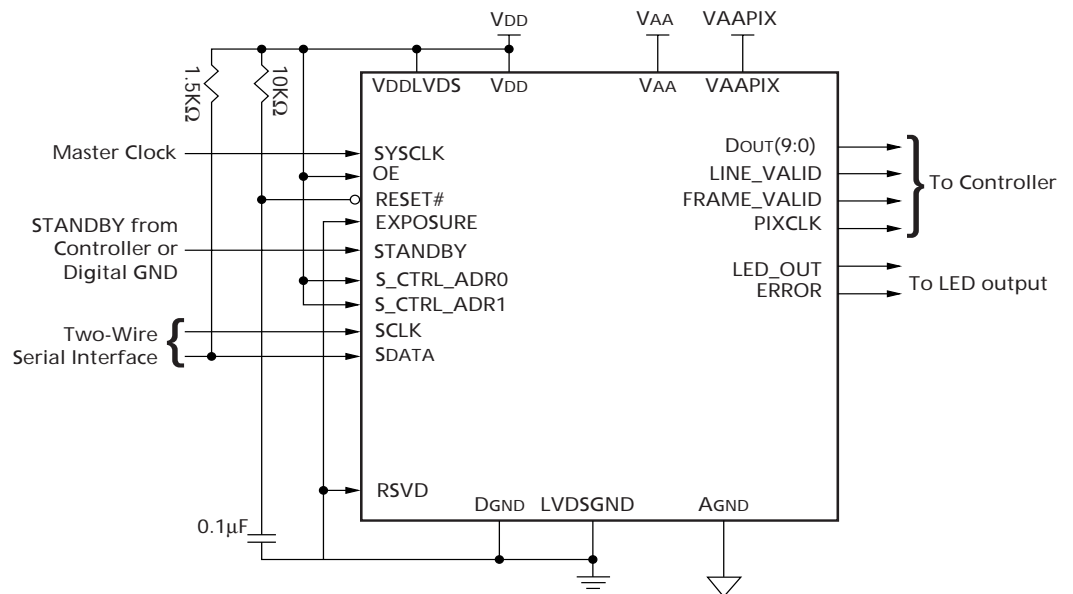 VDD
VAA
VAAPIX
1.5KΩ
10KΩ
VDDLVDS
VDD
VAA
VAAPIX
Master Clock
SYSCLK
OE
RESET#
EXPOSURE
STANDBY from
Controller or
Digital GND
STANDBY
S_CTRL_ADR0
S_CTRL_ADR1
Two-Wire
Serial Interface
SCLK
SDATA
RSVD
DOUT(9:0)
LINE_VALID
FRAME_VALID
PIXCLK
To Controller
LED_OUT
ERROR
To LED output
DGND
LVDSGND
AGND
0.1μF